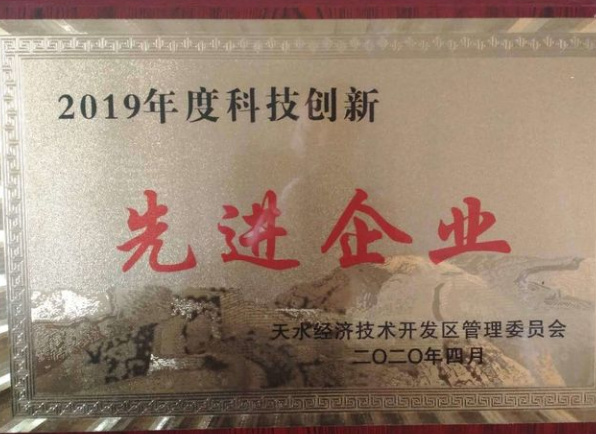 2019年度科技创新
先进企业
天水经济技术开发区管理委员会
二〇二〇年四月